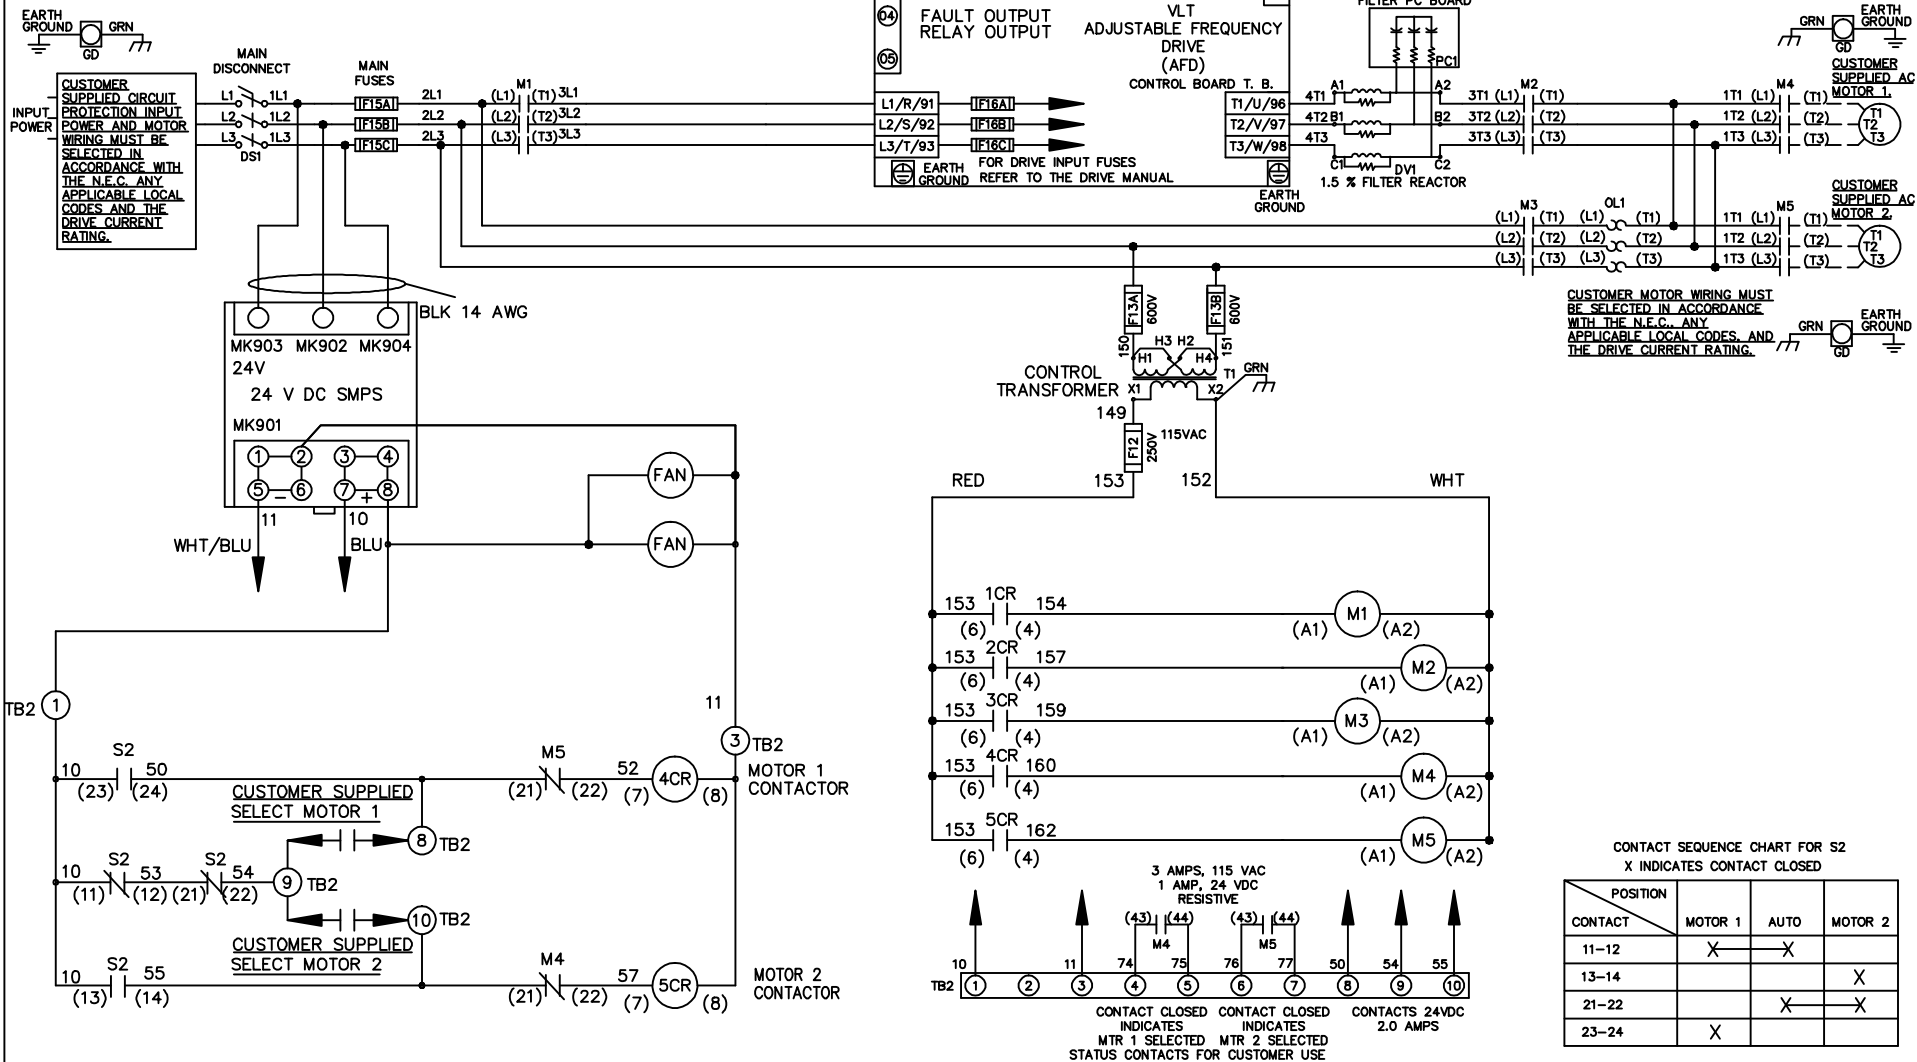 EARTH
GROUND
GRN
GD
INPUT
POWER
CUSTOMER
SUPPLIED CIRCUIT
PROTECTION INPUT
POWER AND MOTOR
WIRING MUST BE
SELECTED IN
ACCORDANCE WITH
THE N.E.C. ANY
APPLICABLE LOCAL
CODES AND THE
DRIVE CURRENT
RATING.
MAIN
DISCONNECT
L1 1L1
L2 1L2
L3 1L3
DS1
MAIN
FUSES
F15A 2L1
F15B 2L2
F15C 2L3
M1
(L1) (T1) 3L1
(L2) (T2) 3L2
(L3) (T3) 3L3
04 FAULT OUTPUT
RELAY OUTPUT
05
VLT
ADJUSTABLE FREQUENCY
DRIVE
(AFD)
CONTROL BOARD T. B.
L1/R/91 F16A T1/U/96
L2/S/92 F16B T2/V/97
L3/T/93 F16C T3/W/98
EARTH
GROUND
FOR DRIVE INPUT FUSES
REFER TO THE DRIVE MANUAL
EARTH
GROUND
FILTER PC BOARD
PC1
4T1 A1 A2
4T2 B1 B2
4T3
C1 DV1 C2
1.5 % FILTER REACTOR
M2
3T1 (L1) (T1)
3T2 (L2) (T2)
3T3 (L3) (T3)
M4
1T1 (L1) (T1)
1T2 (L2) (T2)
1T3 (L3) (T3)
T1
T2
T3
GRN
GD
EARTH
GROUND
CUSTOMER
SUPPLIED AC
MOTOR 1.
M3
(L1) (T1)
(L2) (T2)
(L3) (T3)
OL1
(L1) (T1)
(L2) (T2)
(L3) (T3)
M5
1T1 (L1) (T1)
1T2 (L2) (T2)
1T3 (L3) (T3)
CUSTOMER
SUPPLIED AC
MOTOR 2.
T1
T2
T3
CUSTOMER MOTOR WIRING MUST
BE SELECTED IN ACCORDANCE
WITH THE N.E.C., ANY
APPLICABLE LOCAL CODES, AND
THE DRIVE CURRENT RATING.
GRN
GD
EARTH
GROUND
BLK 14 AWG
MK903 MK902 MK904
24V
24 V DC SMPS
MK901
1 2 3 4
5 - 6 7 + 8
11 10
WHT/BLU BLU
FAN
FAN
F13A 600V
F13B 600V
150 151
H1 H3 H2 H4
CONTROL
TRANSFORMER
X1 X2 T1
GRN
149
F12 250V
115VAC
153 152
RED WHT
153 1CR 154 M1
(6) (4) (A1) (A2)
153 2CR 157 M2
(6) (4) (A1) (A2)
153 3CR 159 M3
(6) (4) (A1) (A2)
153 4CR 160 M4
(6) (4) (A1) (A2)
153 5CR 162 M5
(6) (4) (A1) (A2)
TB2 1
11
3 TB2
10 S2 50
(23) (24)
M5
(21) (22)
52 4CR
(7) (8)
MOTOR 1
CONTACTOR
CUSTOMER SUPPLIED
SELECT MOTOR 1
8 TB2
10 S2 53 S2 54
(11) (12) (21) (22)
9 TB2
10 TB2
CUSTOMER SUPPLIED
SELECT MOTOR 2
10 S2 55
(13) (14)
M4
(21) (22)
57 5CR
(7) (8)
MOTOR 2
CONTACTOR
3 AMPS, 115 VAC
1 AMP, 24 VDC
RESISTIVE
(43) (44) (43) (44)
M4 M5
10 11 74 75 76 77 50 54 55
TB2 1 2 3 4 5 6 7 8 9 10
CONTACT CLOSED
INDICATES
MTR 1 SELECTED
CONTACT CLOSED
INDICATES
MTR 2 SELECTED
STATUS CONTACTS FOR CUSTOMER USE
CONTACTS 24VDC
2.0 AMPS
CONTACT SEQUENCE CHART FOR S2
X INDICATES CONTACT CLOSED
POSITION
CONTACT MOTOR 1 AUTO MOTOR 2
11-12 X X
13-14 X
21-22 X X
23-24 X